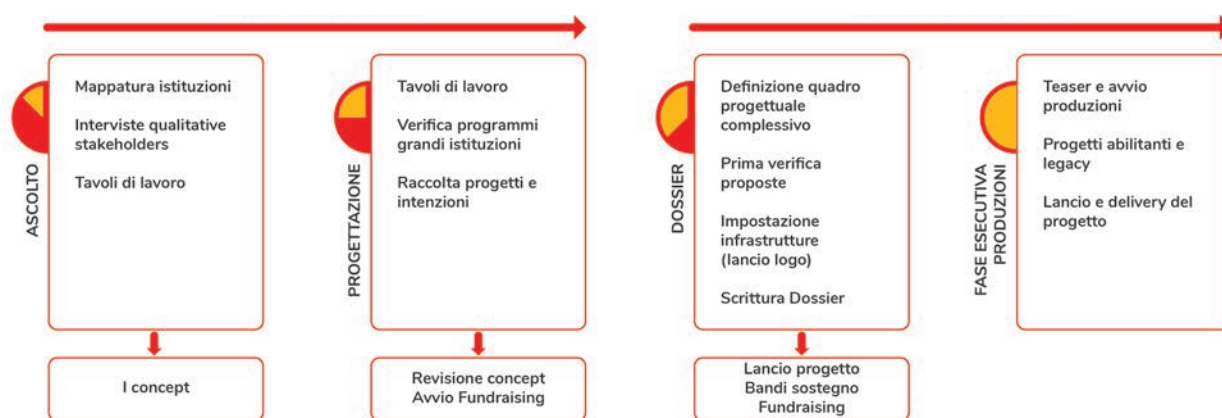 ASCOLTO
Mappatura istituzioni
Interviste qualitative
stakeholders
Tavoli di lavoro
I concept
PROGETTAZIONE
Tavoli di lavoro
Verifica programmi
grandi istituzioni
Raccolta progetti e
intenzioni
Revisione concept
Avvio Fundraising
DOSSIER
Definizione quadro
progettuale
complessivo
Prima verifica
proposte
Impostazione
infrastrutture
(lancio logo)
Scrittura Dossier
Lancio progetto
Bandi sostegno
Fundraising
FASE ESECUTIVA
PRODUZIONI
Teaser e avvio
produzioni
Progetti abilitanti e
legacy
Lancio e delivery del
progetto